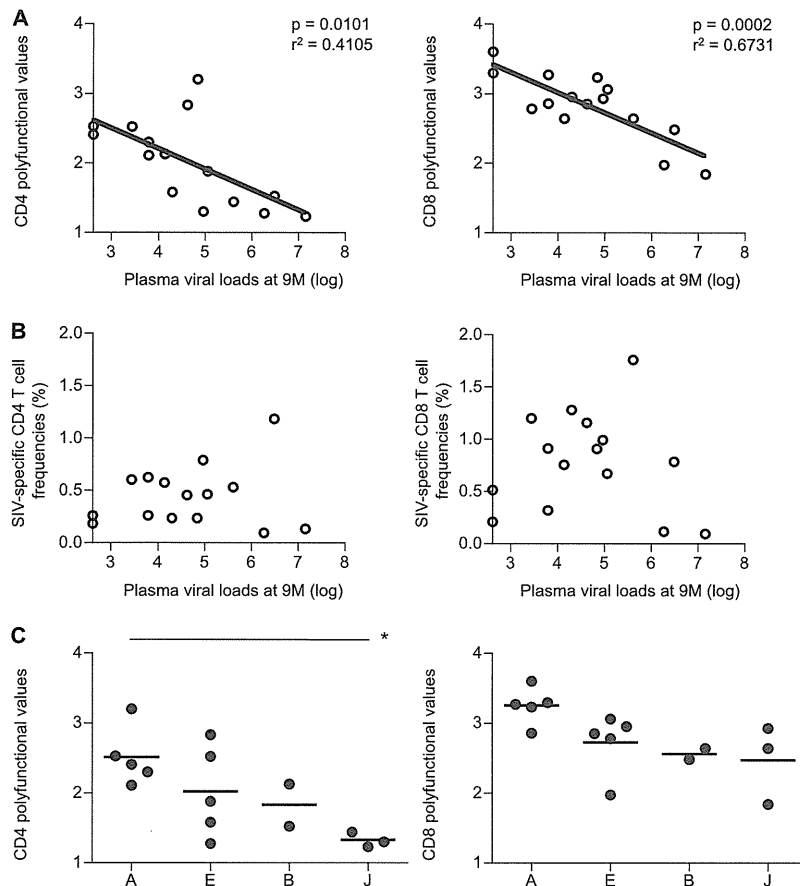 A
p = 0.0101
r² = 0.4105
CD4 polyfunctional values
4
3
2
1
3 4 5 6 7 8
Plasma viral loads at 9M (log)
p = 0.0002
r² = 0.6731
CD8 polyfunctional values
4
3
2
1
3 4 5 6 7 8
Plasma viral loads at 9M (log)
B
SIV-specific CD4 T cell
frequencies (%)
2.0
1.5
1.0
0.5
0.0
3 4 5 6 7 8
Plasma viral loads at 9M (log)
SIV-specific CD8 T cell
frequencies (%)
2.0
1.5
1.0
0.5
0.0
3 4 5 6 7 8
Plasma viral loads at 9M (log)
C
*
CD4 polyfunctional values
4
3
2
1
A E B J
CD8 polyfunctional values
4
3
2
1
A E B J